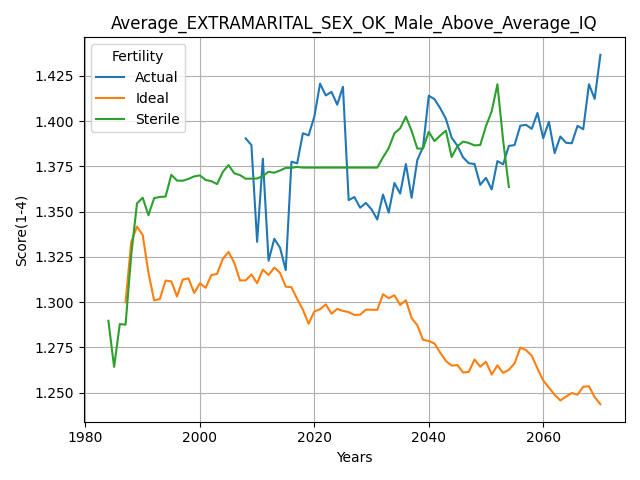 Average_EXTRAMARITAL_SEX_OK_Male_Above_Average_IQ
Fertility
Actual
Ideal
Sterile
Score(1-4)
1.425
1.400
1.375
1.350
1.325
1.300
1.275
1.250
1980
2000
2020
2040
2060
Years